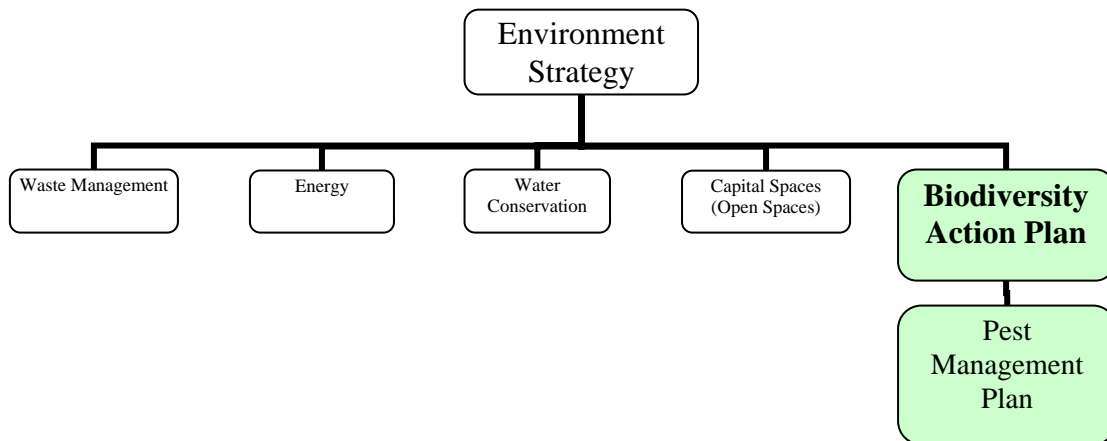 Environment
Strategy
Waste Management
Energy
Water
Conservation
Capital Spaces
(Open Spaces)
Biodiversity
Action Plan
Pest
Management
Plan